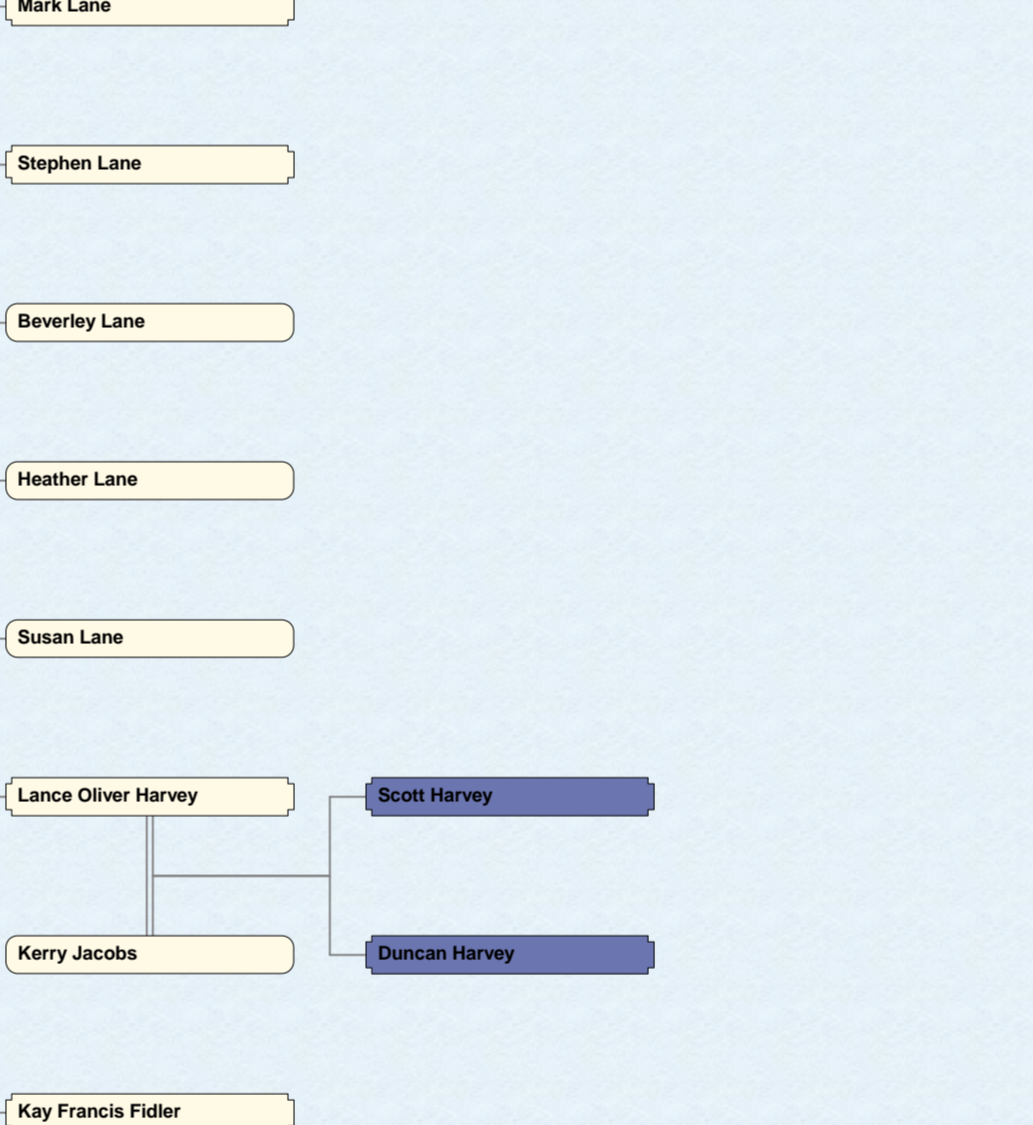 Mark Lane
Stephen Lane
Beverley Lane
Heather Lane
Susan Lane
Lance Oliver Harvey
Scott Harvey
Kerry Jacobs
Duncan Harvey
Kay Francis Fidler